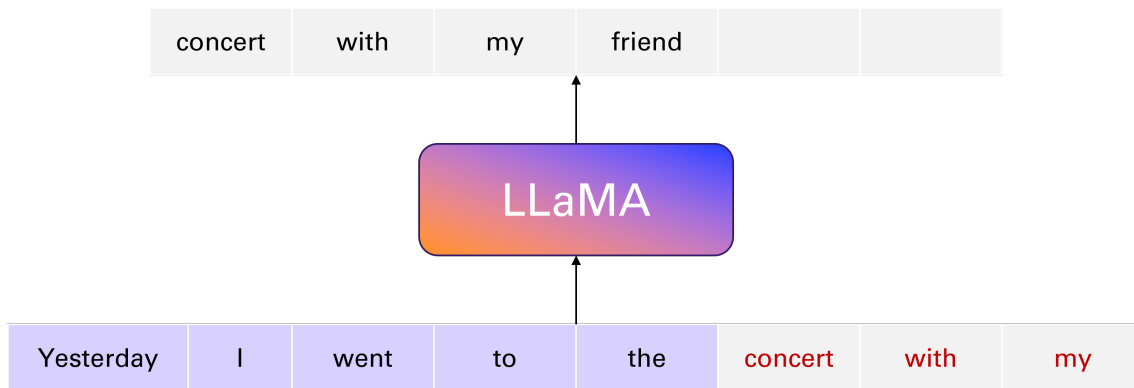 concert with my friend
LLaMA
Yesterday I went to the concert with my